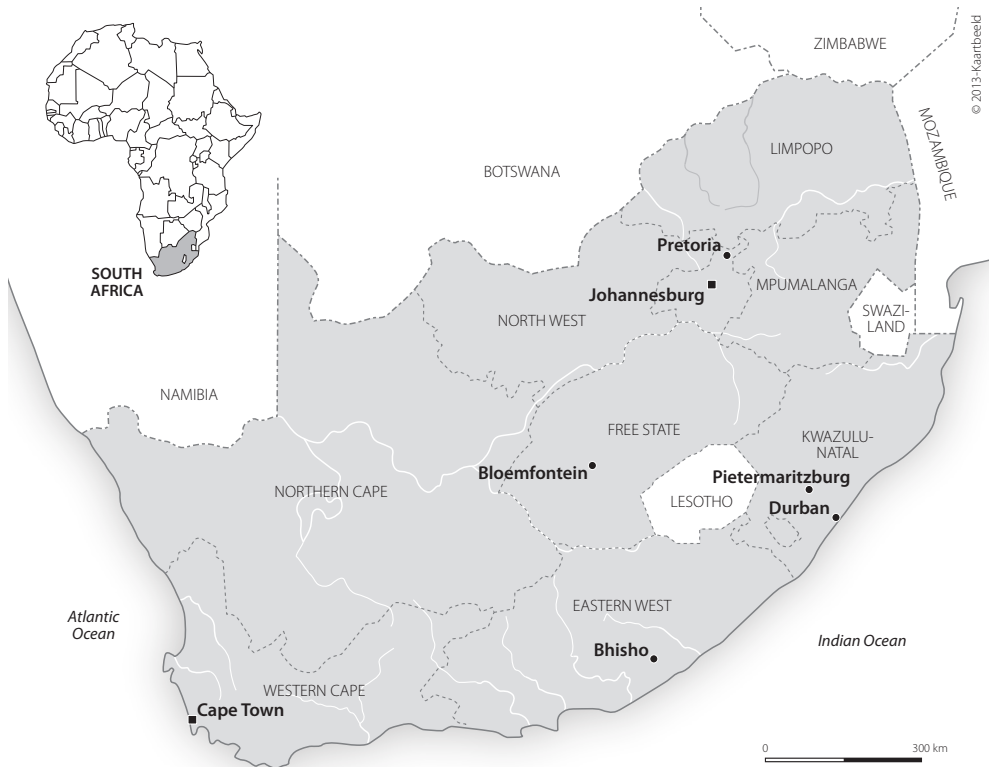 ZIMBABWE
© 2013-Kaartbeeld
MOZAMBIQUE
LIMPOPO
BOTSWANA
Pretoria
SOUTH
AFRICA
Johannesburg
MPUMALANGA
SWAZI-
LAND
NORTH WEST
NAMIBIA
FREE STATE
KWAZULU-
NATAL
Bloemfontein
Pietermaritzburg
NORTHERN CAPE
LESOTHO
Durban
Atlantic
Ocean
EASTERN WEST
Indian Ocean
Bhisho
WESTERN CAPE
Cape Town
0
300 km